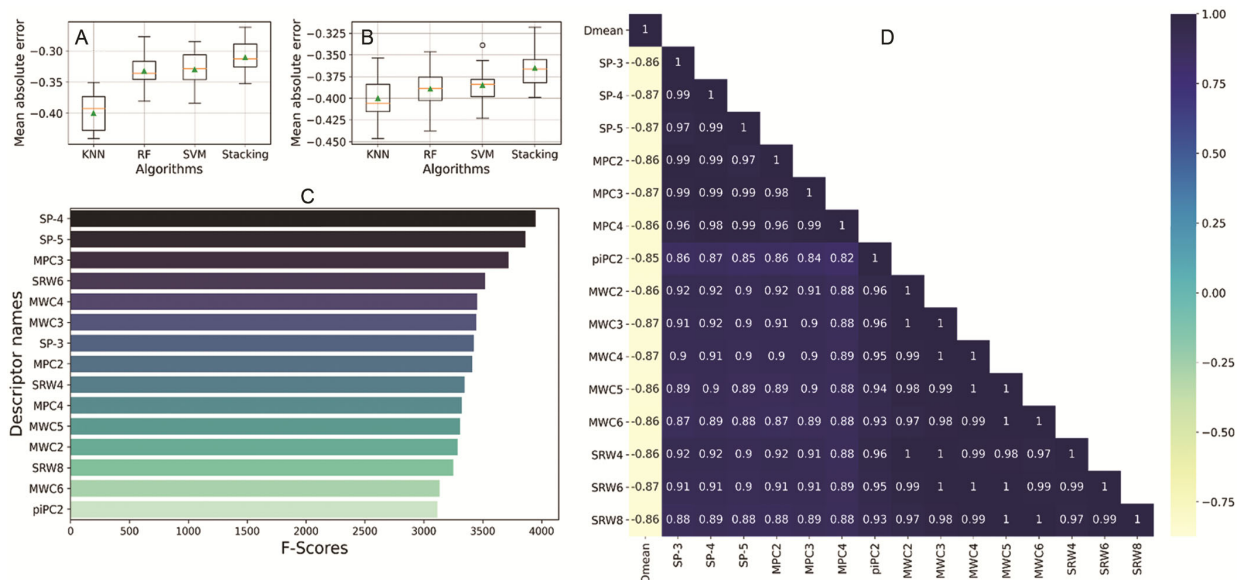 A
Mean absolute error
−0.30
−0.35
−0.40
KNN RF SVM Stacking
Algorithms
B
Mean absolute error
−0.325
−0.350
−0.375
−0.400
−0.425
−0.450
KNN RF SVM Stacking
Algorithms
C
Descriptor names
SP-4
SP-5
MPC3
SRW6
MWC4
MWC3
SP-3
MPC2
SRW4
MPC4
MWC5
MWC2
SRW8
MWC6
piPC2
0 500 1000 1500 2000 2500 3000 3500 4000
F-Scores
D
Dmean 1
SP-3 -0.86 1
SP-4 -0.87 0.99 1
SP-5 -0.87 0.97 0.99 1
MPC2 -0.86 0.99 0.99 0.97 1
MPC3 -0.87 0.99 0.99 0.99 0.98 1
MPC4 -0.86 0.96 0.98 0.99 0.96 0.99 1
piPC2 -0.85 0.86 0.87 0.85 0.86 0.84 0.82 1
MWC2 -0.86 0.92 0.92 0.9 0.92 0.91 0.88 0.96 1
MWC3 -0.87 0.91 0.92 0.9 0.91 0.9 0.88 0.96 1 1
MWC4 -0.87 0.9 0.91 0.9 0.9 0.9 0.89 0.95 0.99 1 1
MWC5 -0.86 0.89 0.9 0.88 0.89 0.9 0.88 0.94 0.98 0.99 1 1
MWC6 -0.86 0.87 0.89 0.88 0.87 0.89 0.88 0.93 0.97 0.98 0.99 1 1
SRW4 -0.86 0.92 0.92 0.9 0.92 0.91 0.88 0.96 1 1 0.99 0.98 0.97 1
SRW6 -0.87 0.91 0.91 0.9 0.91 0.91 0.89 0.95 0.99 1 1 1 0.99 0.99 1
SRW8 -0.86 0.88 0.89 0.88 0.88 0.89 0.88 0.93 0.97 0.98 0.99 1 1 0.97 0.99 1
Dmean SP-3 SP-4 SP-5 MPC2 MPC3 MPC4 piPC2 MWC2 MWC3 MWC4 MWC5 MWC6 SRW4 SRW6 SRW8
1.00
0.75
0.50
0.25
0.00
−0.25
−0.50
−0.75